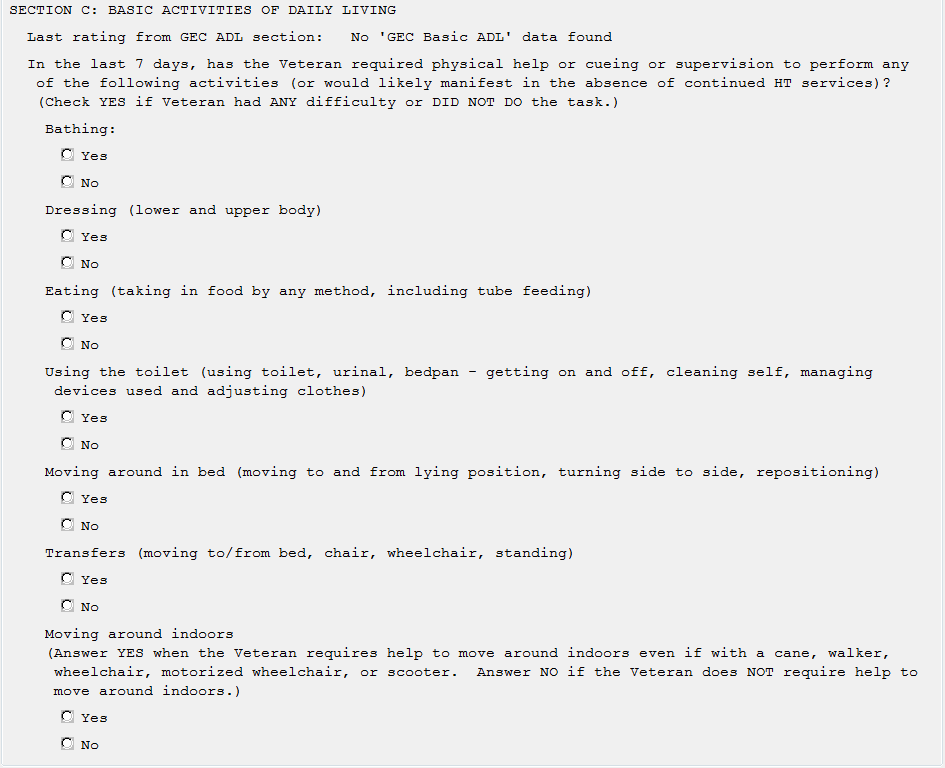 SECTION C: BASIC ACTIVITIES OF DAILY LIVING
Last rating from GEC ADL section:   No 'GEC Basic ADL' data found
In the last 7 days, has the Veteran required physical help or cueing or supervision to perform any
of the following activities (or would likely manifest in the absence of continued HT services)?
(Check YES if Veteran had ANY difficulty or DID NOT DO the task.)
Bathing:
Yes
No
Dressing (lower and upper body)
Yes
No
Eating (taking in food by any method, including tube feeding)
Yes
No
Using the toilet (using toilet, urinal, bedpan - getting on and off, cleaning self, managing
devices used and adjusting clothes)
Yes
No
Moving around in bed (moving to and from lying position, turning side to side, repositioning)
Yes
No
Transfers (moving to/from bed, chair, wheelchair, standing)
Yes
No
Moving around indoors
(Answer YES when the Veteran requires help to move around indoors even if with a cane, walker,
wheelchair, motorized wheelchair, or scooter.  Answer NO if the Veteran does NOT require help to
move around indoors.)
Yes
No